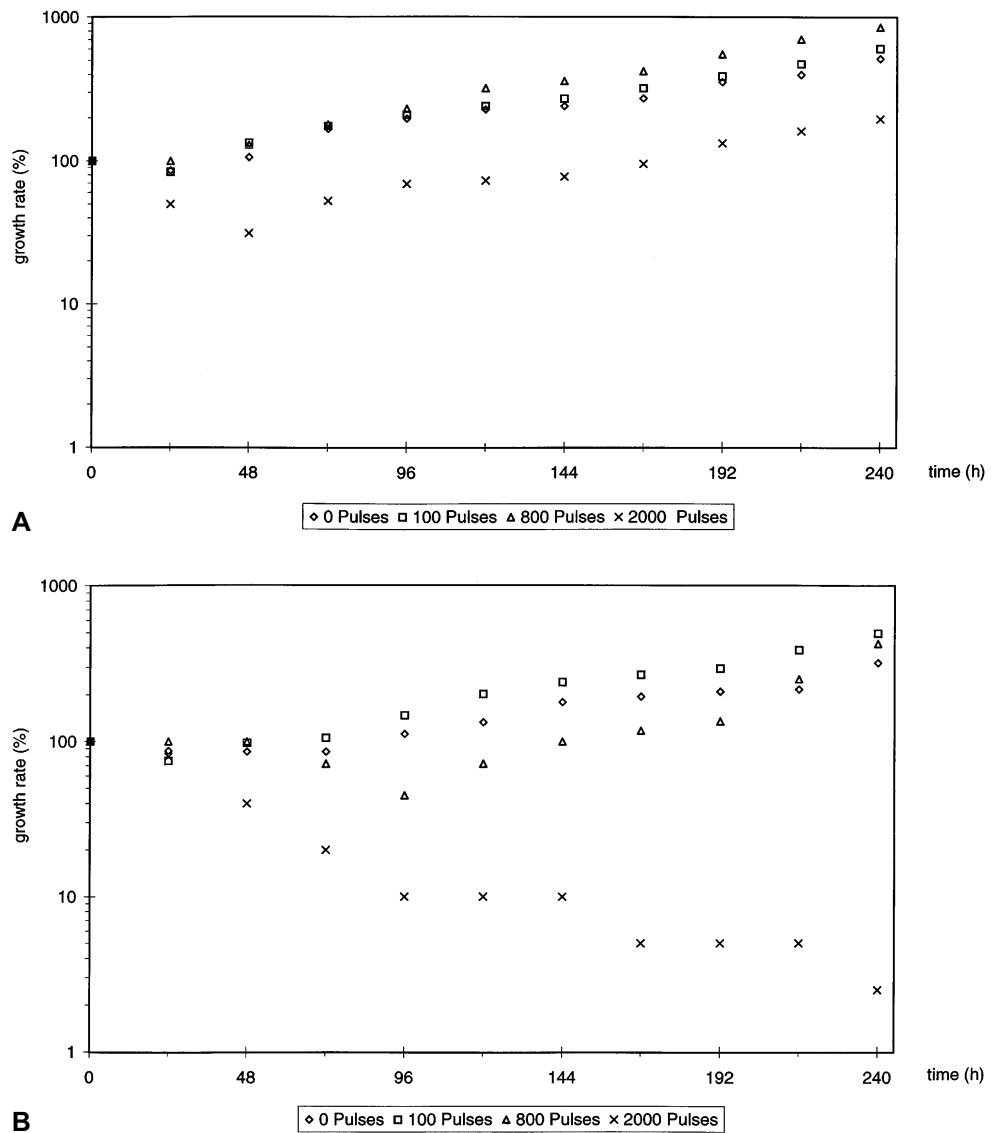 1000
100
10
1
growth rate (%)
0 48 96 144 192 240 time (h)
A
0 Pulses 100 Pulses 800 Pulses 2000 Pulses
1000
100
10
1
growth rate (%)
0 48 96 144 192 240 time (h)
B
0 Pulses 100 Pulses 800 Pulses 2000 Pulses